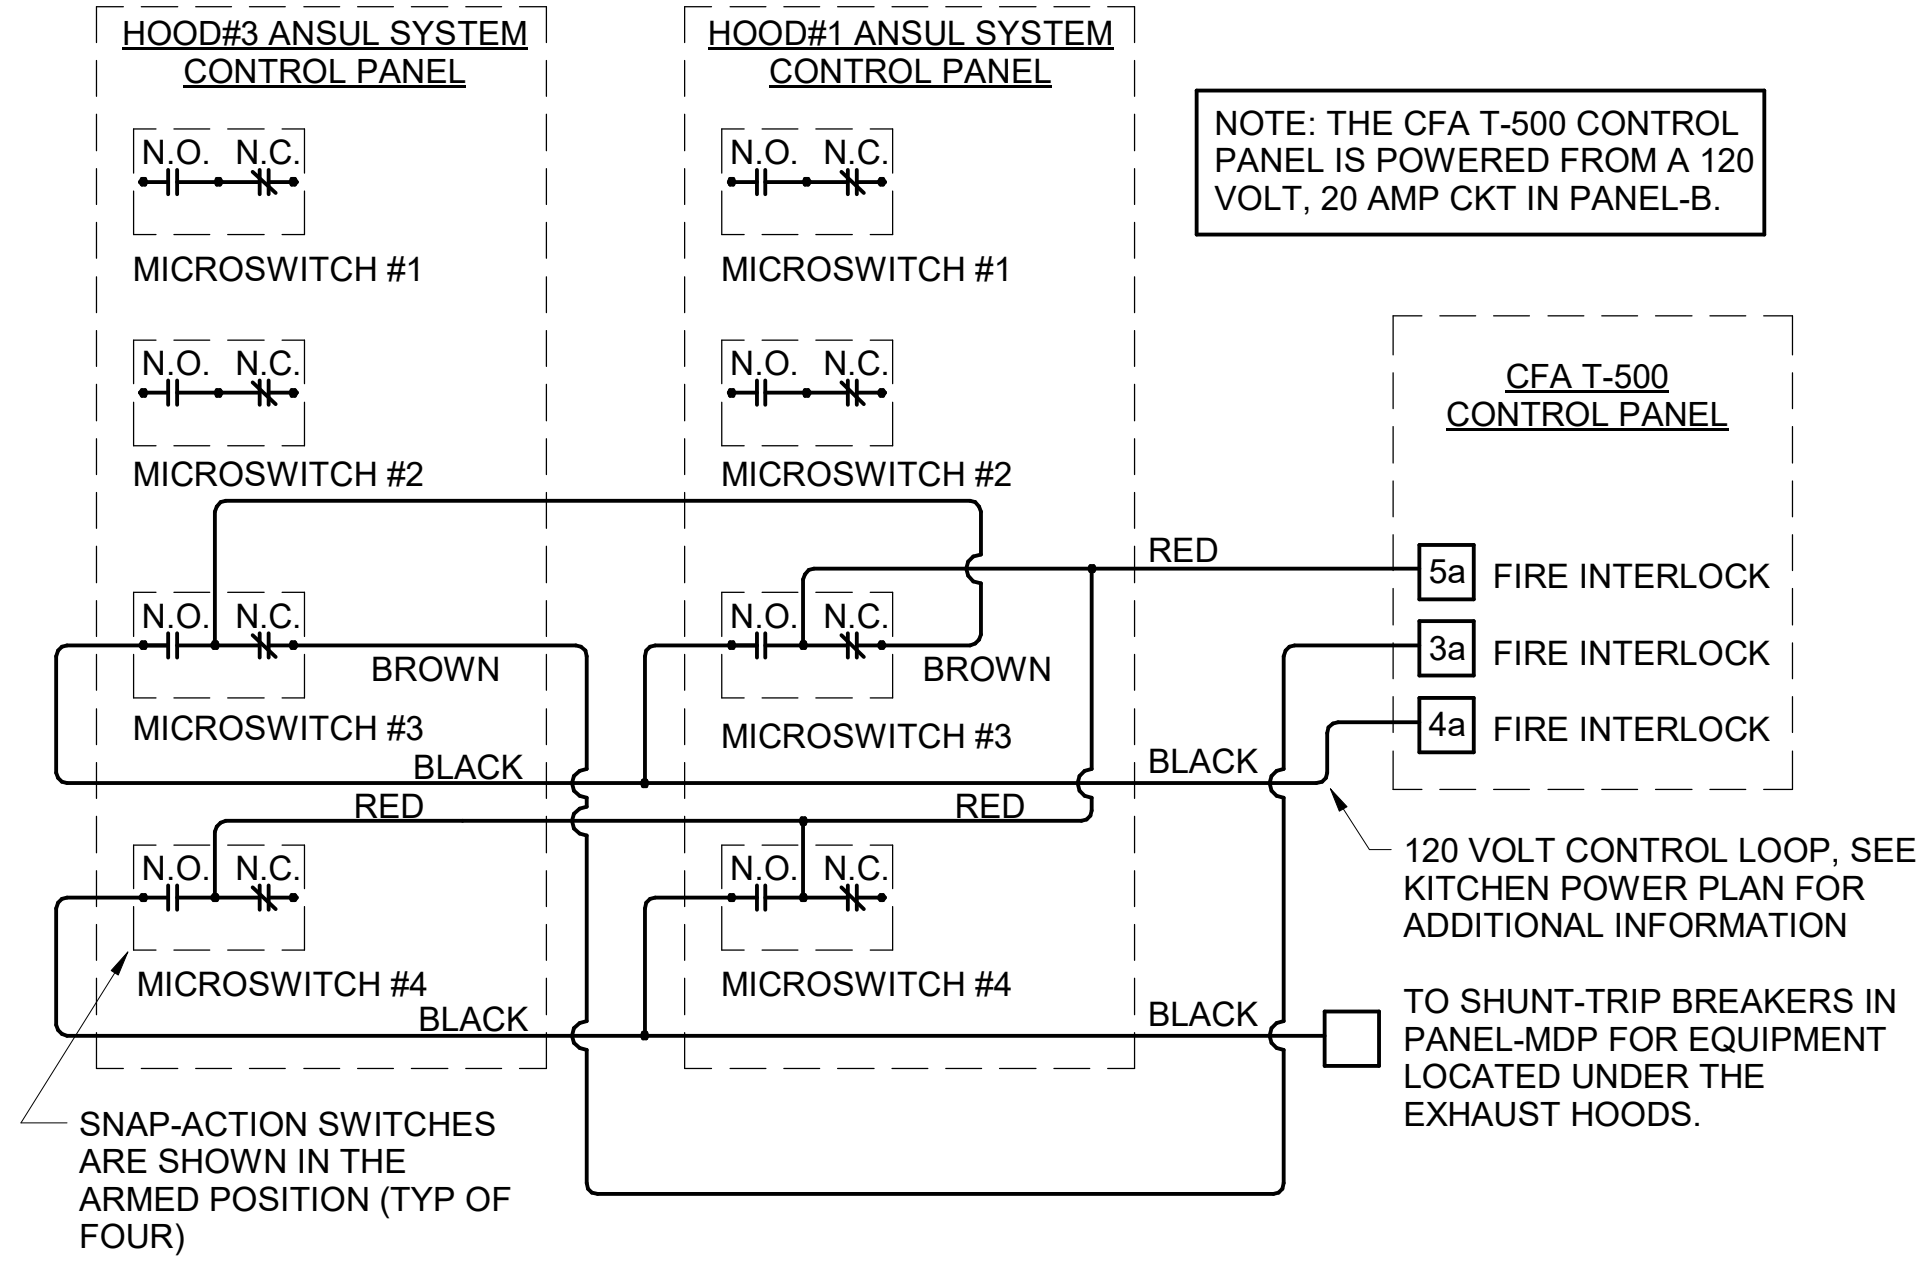 HOOD#3 ANSUL SYSTEM
CONTROL PANEL
N.O. N.C.
MICROSWITCH #1
N.O. N.C.
MICROSWITCH #2
N.O. N.C.
BROWN
MICROSWITCH #3
BLACK
RED
N.O. N.C.
MICROSWITCH #4
BLACK
SNAP-ACTION SWITCHES
ARE SHOWN IN THE
ARMED POSITION (TYP OF
FOUR)
HOOD#1 ANSUL SYSTEM
CONTROL PANEL
N.O. N.C.
MICROSWITCH #1
N.O. N.C.
MICROSWITCH #2
N.O. N.C.
BROWN
MICROSWITCH #3
RED
N.O. N.C.
MICROSWITCH #4
NOTE: THE CFA T-500 CONTROL
PANEL IS POWERED FROM A 120
VOLT, 20 AMP CKT IN PANEL-B.
CFA T-500
CONTROL PANEL
RED
5a FIRE INTERLOCK
3a FIRE INTERLOCK
4a FIRE INTERLOCK
BLACK
120 VOLT CONTROL LOOP, SEE
KITCHEN POWER PLAN FOR
ADDITIONAL INFORMATION
BLACK
TO SHUNT-TRIP BREAKERS IN
PANEL-MDP FOR EQUIPMENT
LOCATED UNDER THE
EXHAUST HOODS.